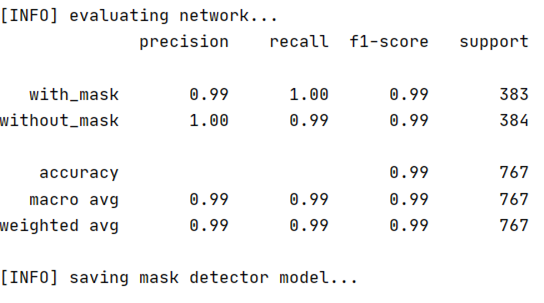 [INFO] evaluating network...
              precision    recall  f1-score   support

   with_mask       0.99      1.00      0.99       383
without_mask       1.00      0.99      0.99       384

    accuracy                           0.99       767
   macro avg       0.99      0.99      0.99       767
weighted avg       0.99      0.99      0.99       767

[INFO] saving mask detector model...